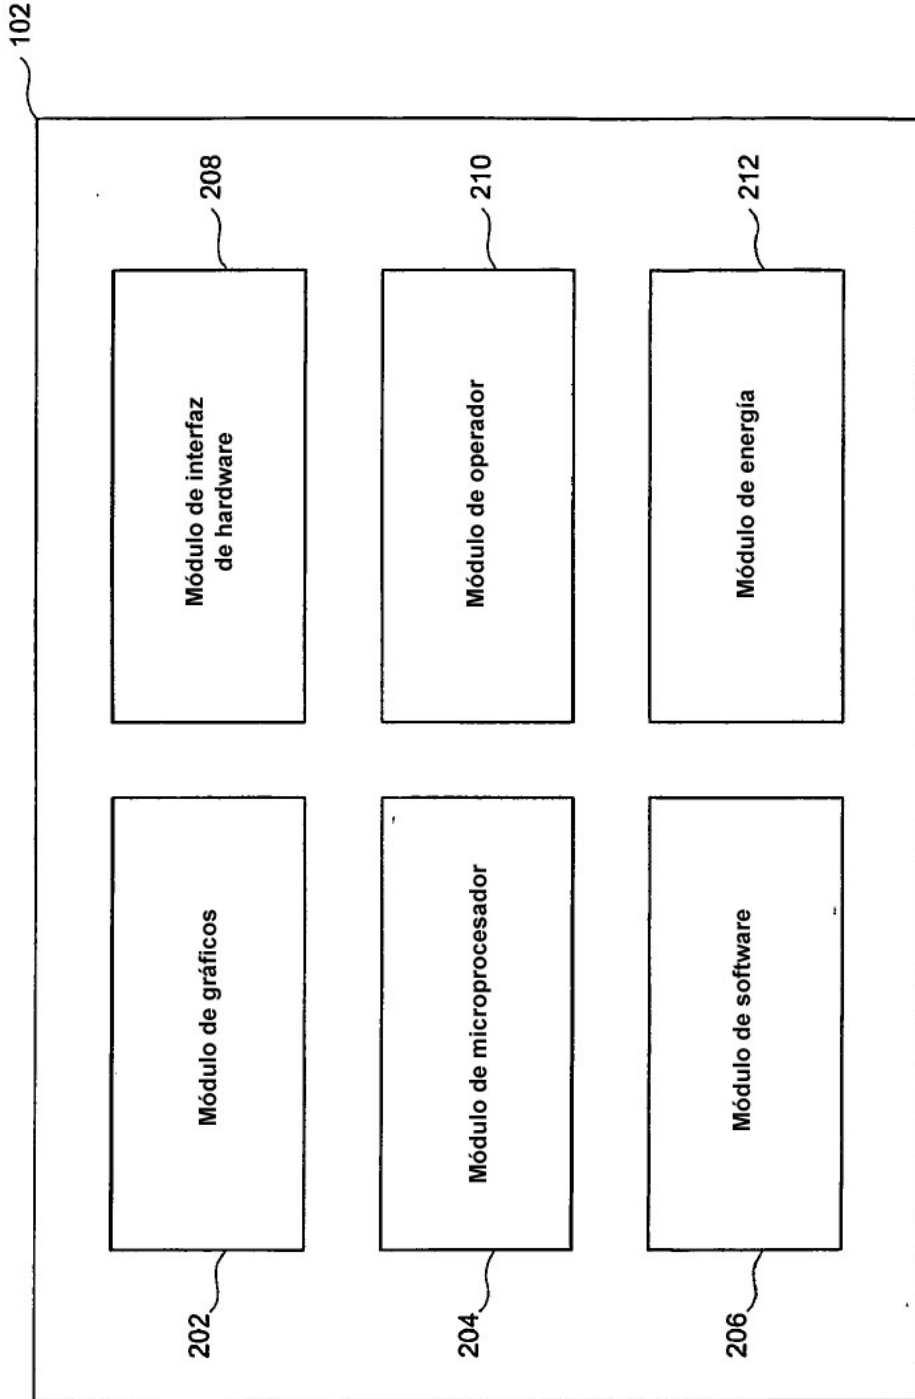 102
202
Módulo de gráficos
Módulo de interfaz
de hardware
208
204
Módulo de microprocesador
Módulo de operador
210
206
Módulo de software
Módulo de energía
212